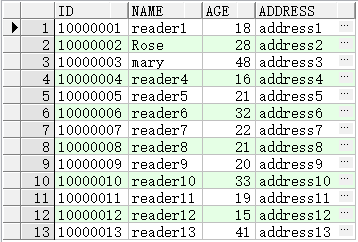 ID NAME AGE ADDRESS
1 10000001 reader1 18 address1 ...
2 10000002 Rose 28 address2 ...
3 10000003 mary 48 address3 ...
4 10000004 reader4 16 address4 ...
5 10000005 reader5 21 address5 ...
6 10000006 reader6 32 address6 ...
7 10000007 reader7 22 address7 ...
8 10000008 reader8 21 address8 ...
9 10000009 reader9 20 address9 ...
10 10000010 reader10 33 address10 ...
11 10000011 reader11 19 address11 ...
12 10000012 reader12 15 address12 ...
13 10000013 reader13 41 address13 ...